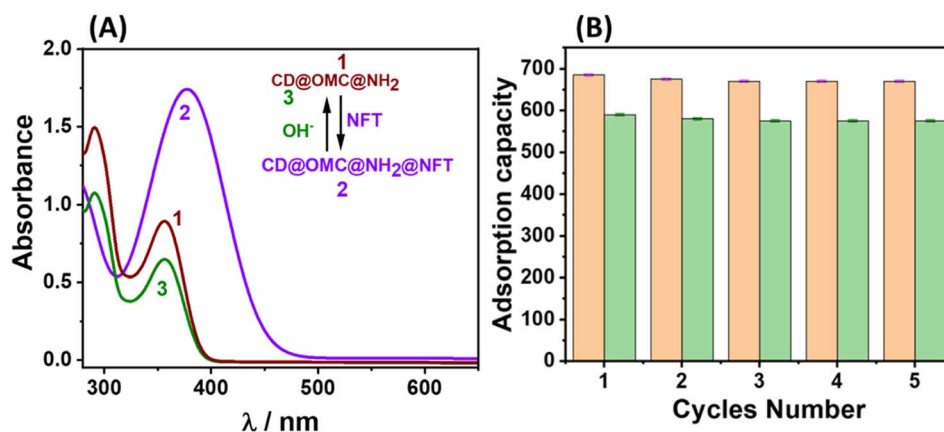 (A)
2.0
1.5
1.0
0.5
0.0
Absorbance
300 400 500 600
λ / nm
1
CD@OMC@NH2
3
OH- NFT
CD@OMC@NH2@NFT
2
2
1
3
(B)
700
600
500
400
300
200
100
0
Adsorption capacity
1 2 3 4 5
Cycles Number